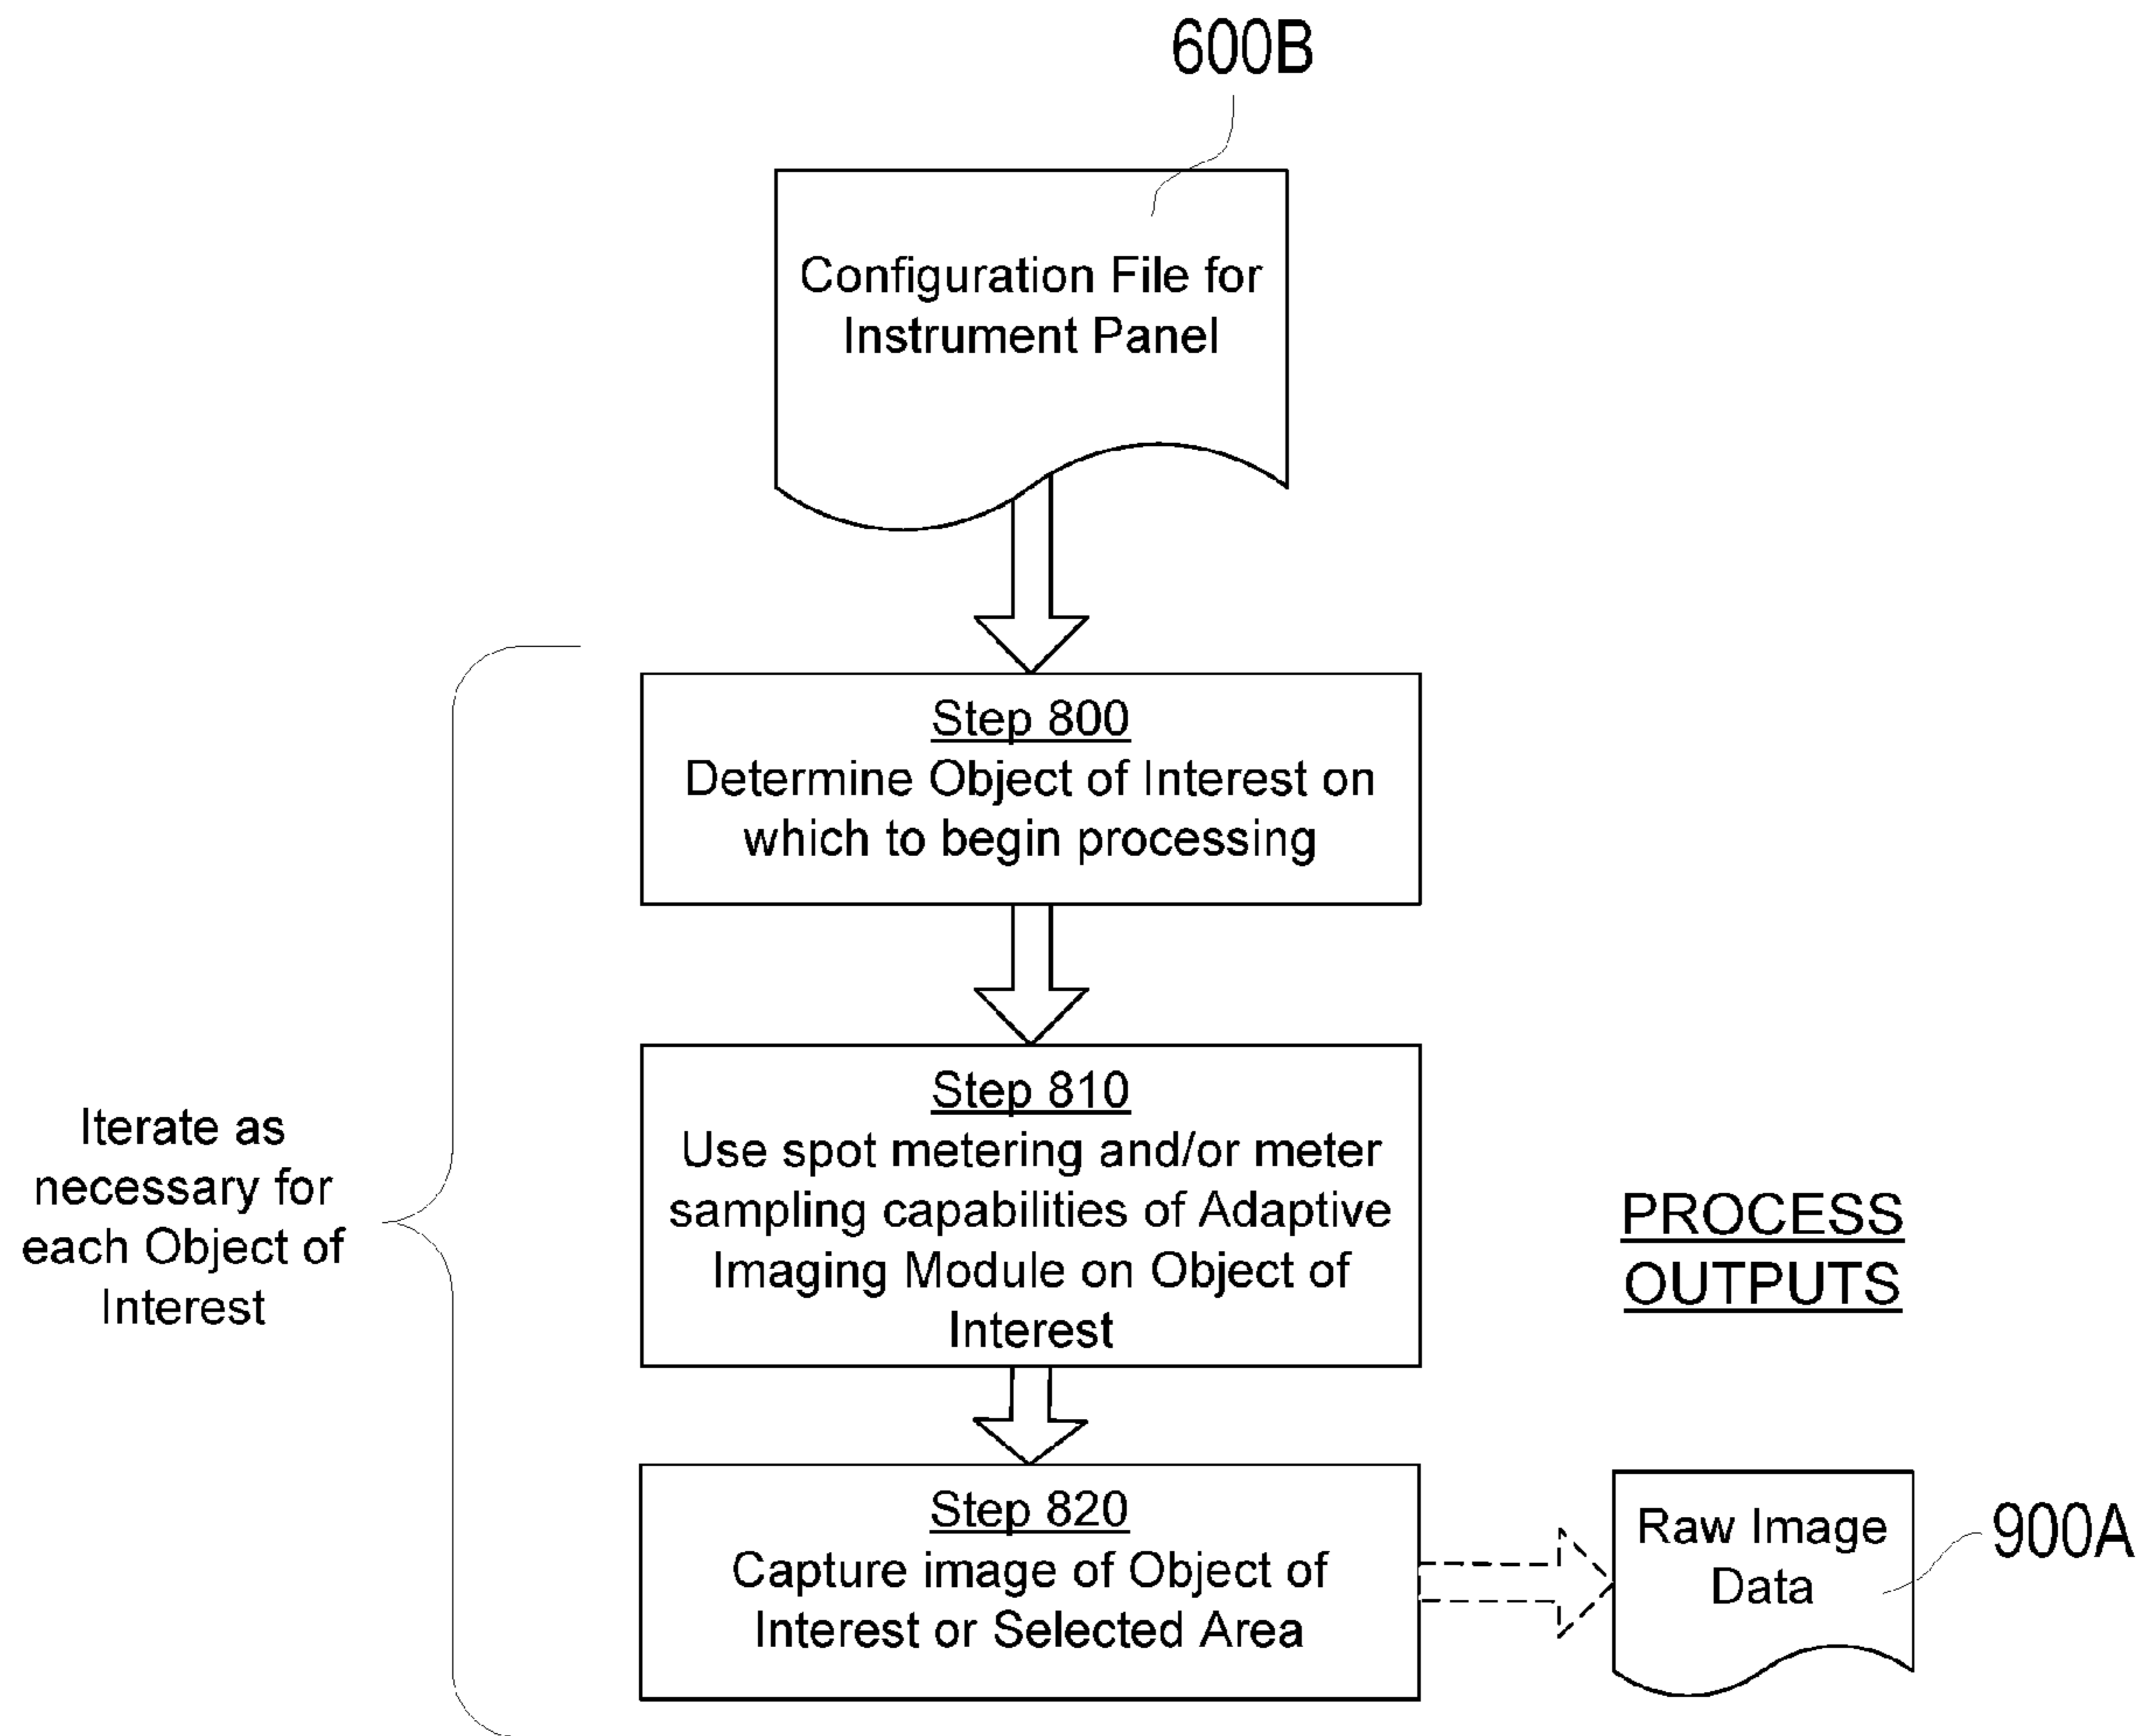 600B
Configuration File for
Instrument Panel
Step 800
Determine Object of Interest on
which to begin processing
Step 810
Use spot metering and/or meter
sampling capabilities of Adaptive
Imaging Module on Object of
Interest
Iterate as
necessary for
each Object of
Interest
PROCESS
OUTPUTS
Step 820
Capture image of Object of
Interest or Selected Area
Raw Image
Data
900A